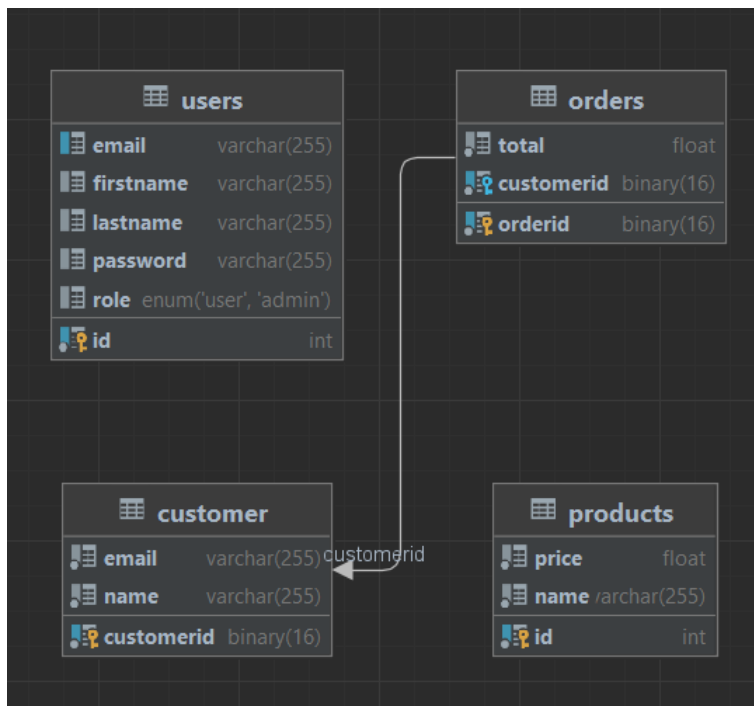 users
email varchar(255)
firstname varchar(255)
lastname varchar(255)
password varchar(255)
role enum('user', 'admin')
id int
orders
total float
customerid binary(16)
orderid binary(16)
customer
email varchar(255)
name varchar(255)
customerid binary(16)
customerid
products
price float
name varchar(255)
id int